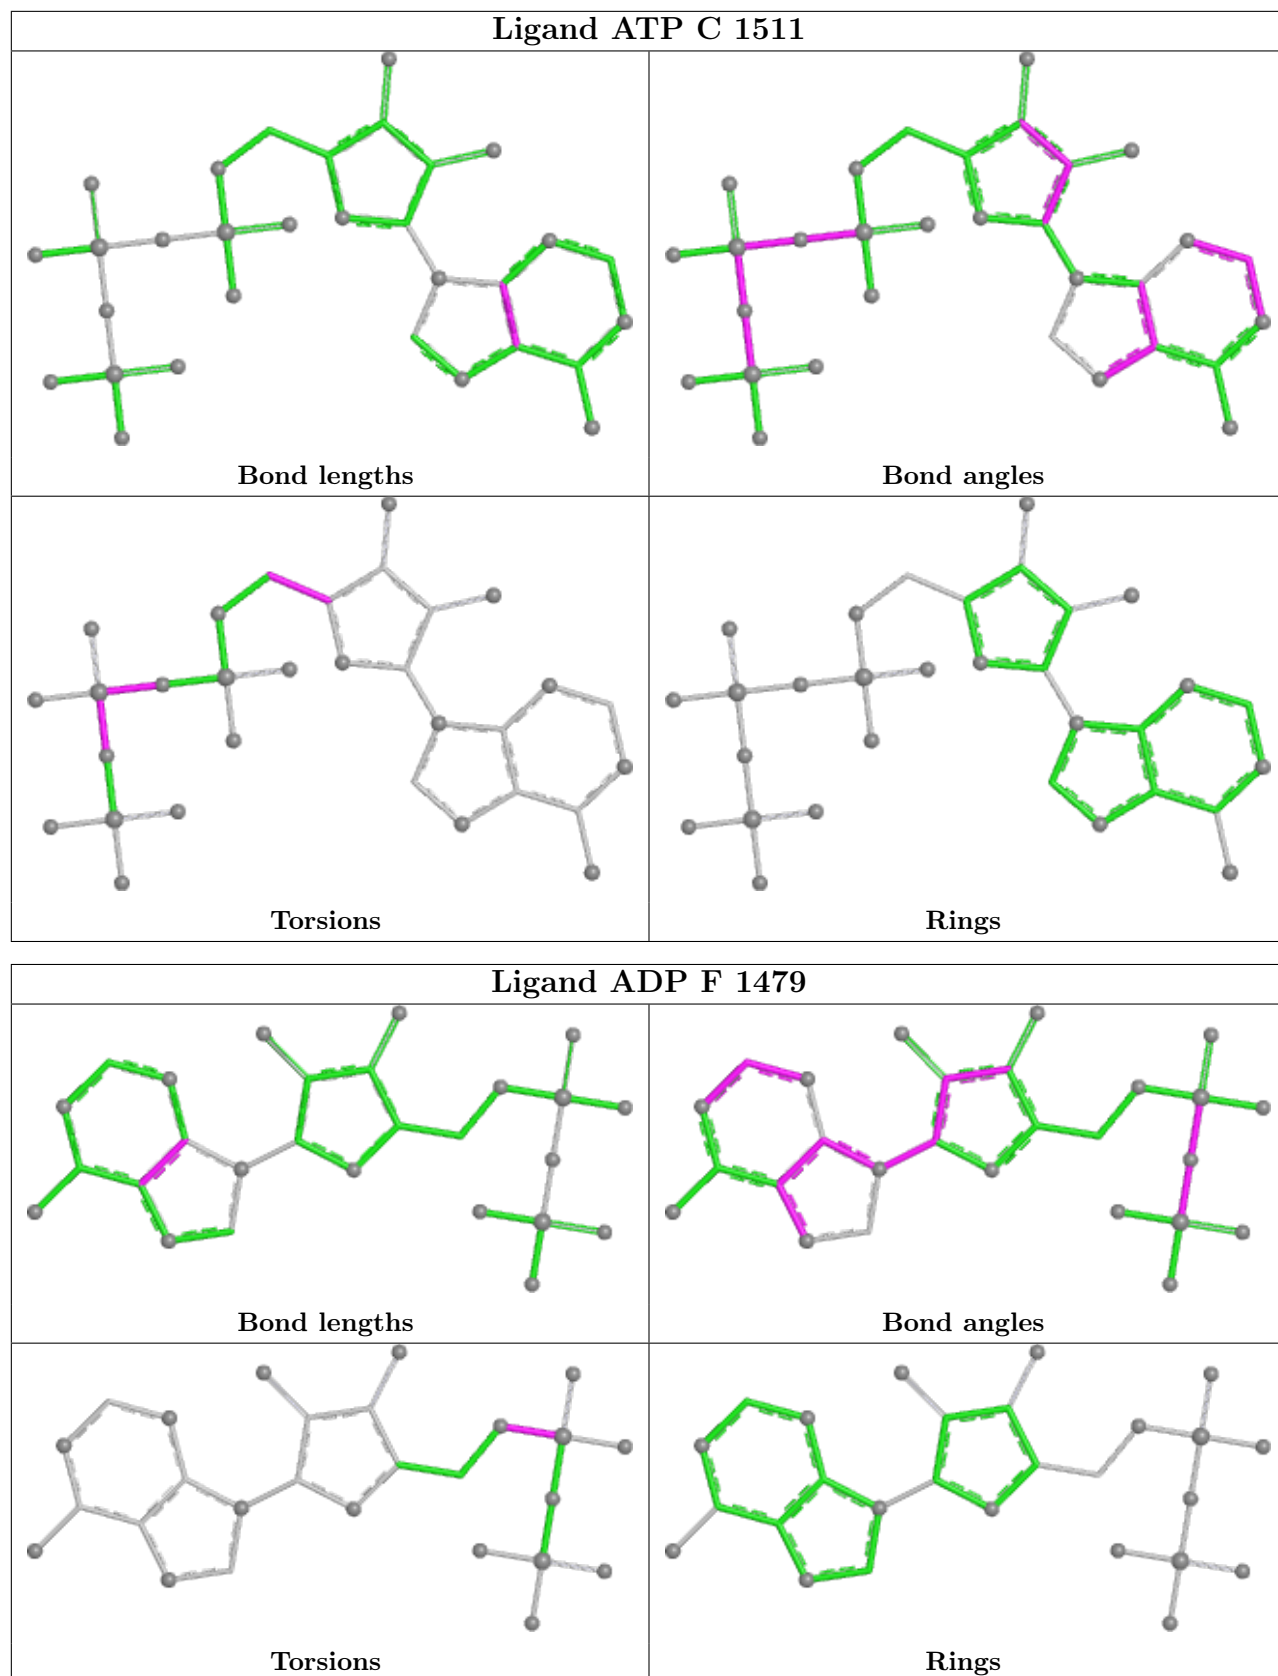 Ligand ATP C 1511
Bond lengths
Bond angles
Torsions
Rings
Ligand ADP F 1479
Bond lengths
Bond angles
Torsions
Rings